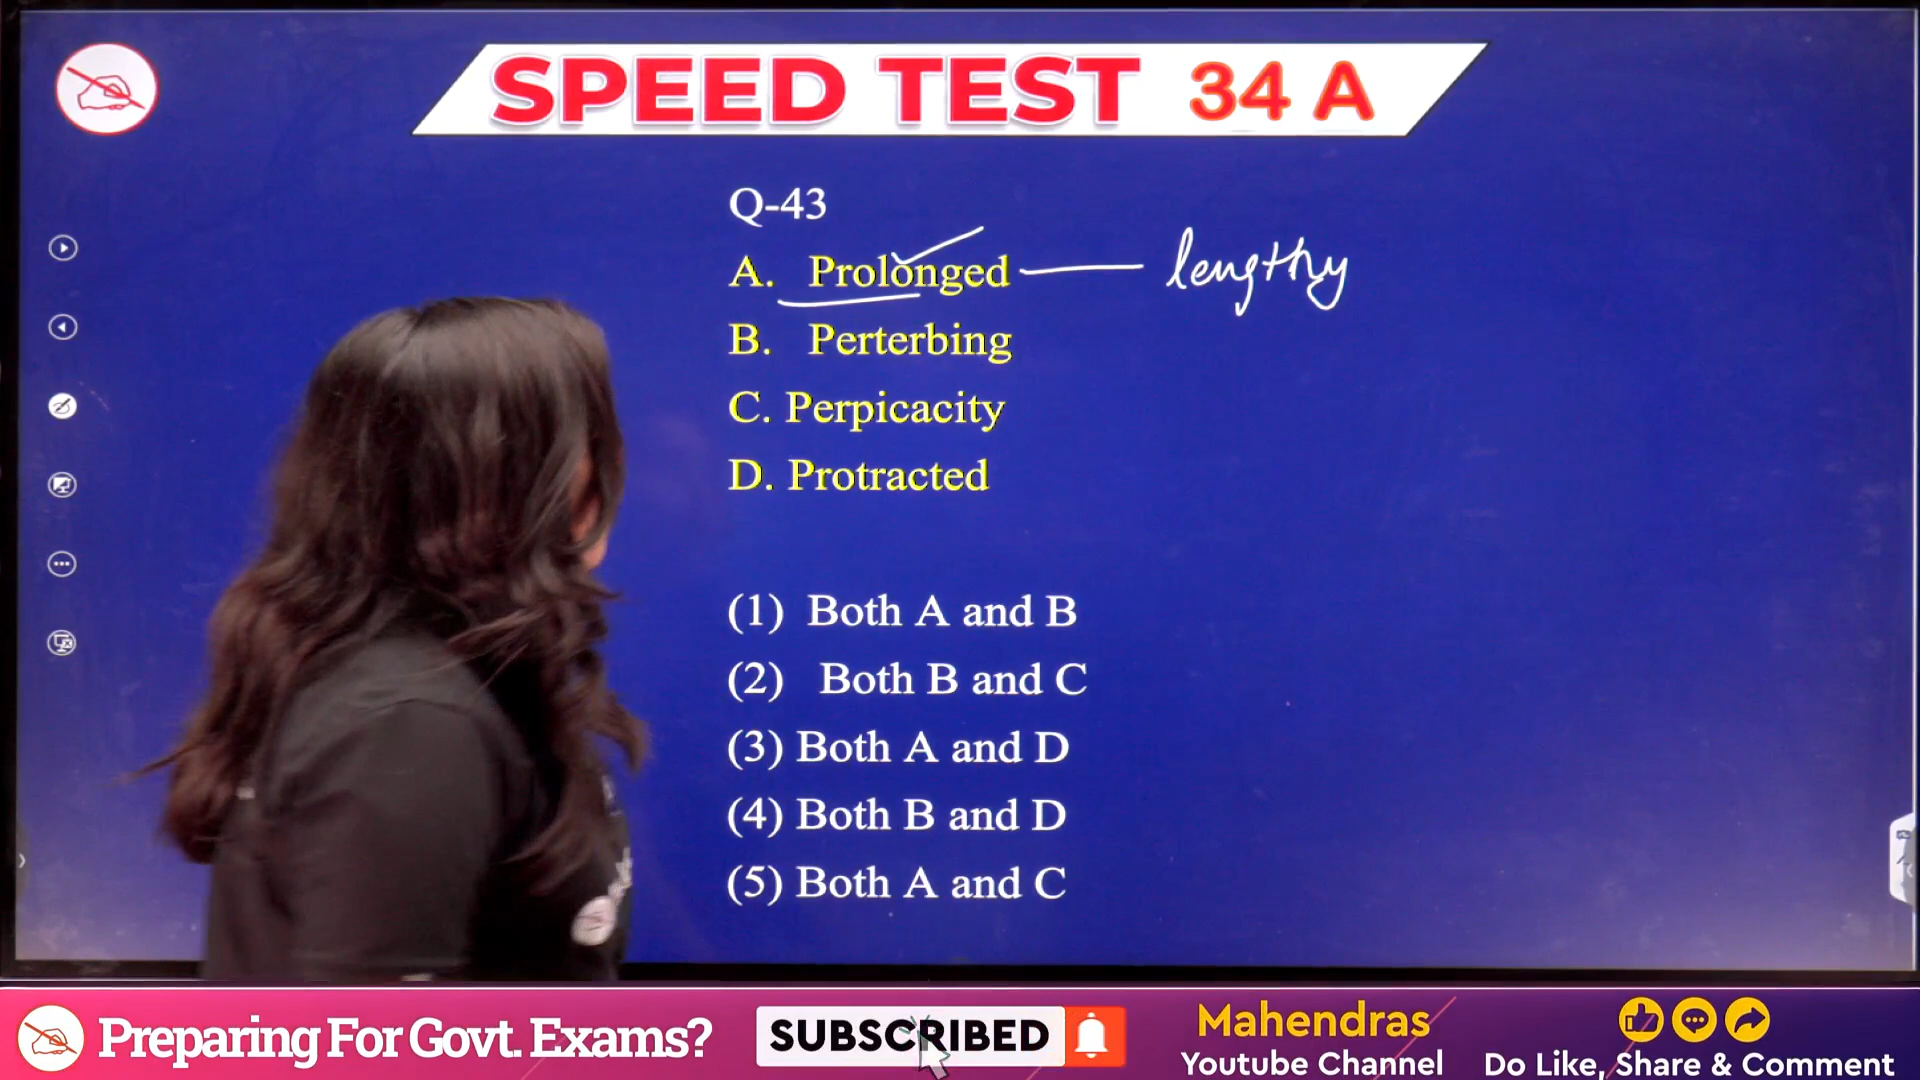 SPEED TEST 34 A
Q-43
A. Prolonged — lengthy
B. Perterbing
C. Perpicacity
D. Protracted
(1) Both A and B
(2) Both B and C
(3) Both A and D
(4) Both B and D
(5) Both A and C
Preparing For Govt. Exams?
SUBSCRIBED
Mahendras
Youtube Channel
Do Like, Share & Comment